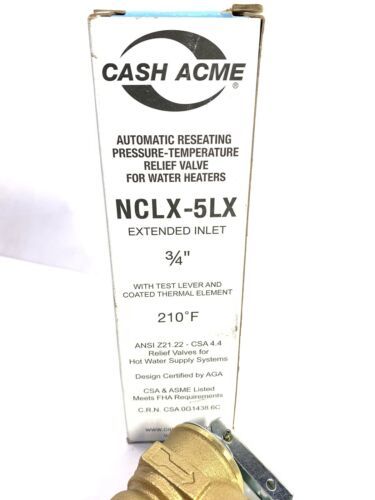 CASH ACME
®
AUTOMATIC RESEATING
PRESSURE-TEMPERATURE
RELIEF VALVE
FOR WATER HEATERS
NCLX-5LX
EXTENDED INLET
3/4"
WITH TEST LEVER AND
COATED THERMAL ELEMENT
210°F
ANSI Z21.22 - CSA 4.4
Relief Valves for
Hot Water Supply Systems
Design Certified by AGA
CSA & ASME Listed
Meets FHA Requirements
C.R.N. CSA 0G1438.6C